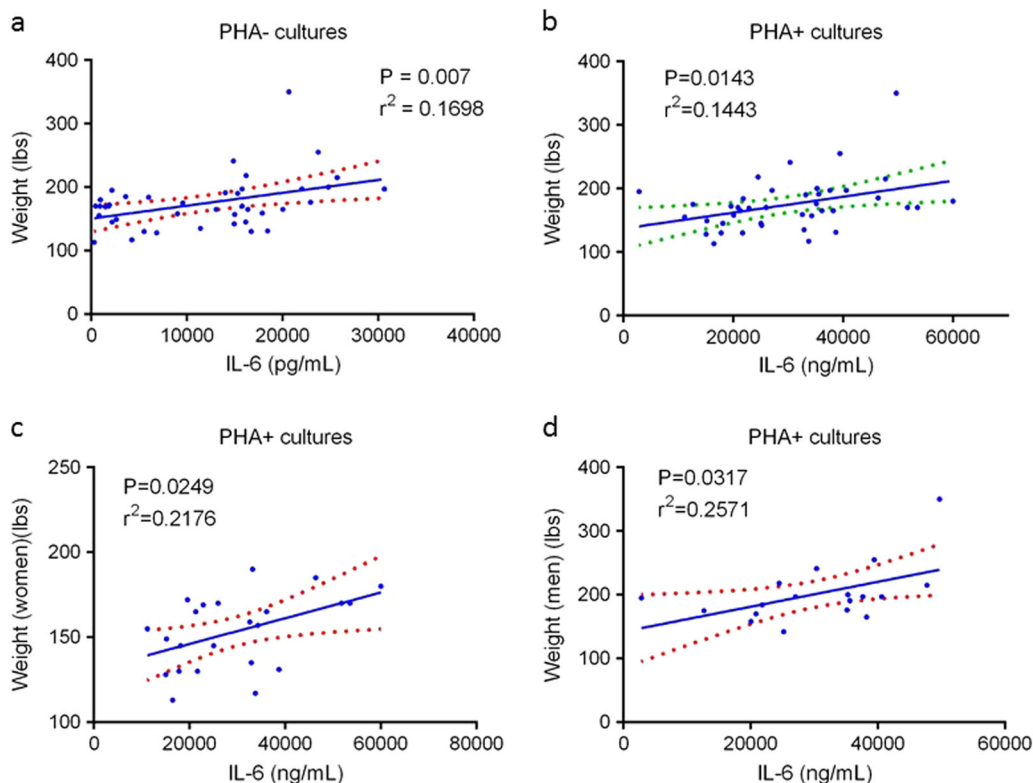 a
PHA- cultures
P = 0.007
r² = 0.1698
Weight (lbs)
400
300
200
100
0
0 10000 20000 30000 40000
IL-6 (pg/mL)
b
PHA+ cultures
P=0.0143
r²=0.1443
Weight (lbs)
400
300
200
100
0
0 20000 40000 60000
IL-6 (ng/mL)
c
PHA+ cultures
P=0.0249
r²=0.2176
Weight (women)(lbs)
250
200
150
100
0 20000 40000 60000 80000
IL-6 (ng/mL)
d
PHA+ cultures
P=0.0317
r²=0.2571
Weight (men) (lbs)
400
300
200
100
0
0 20000 40000 60000
IL-6 (ng/mL)